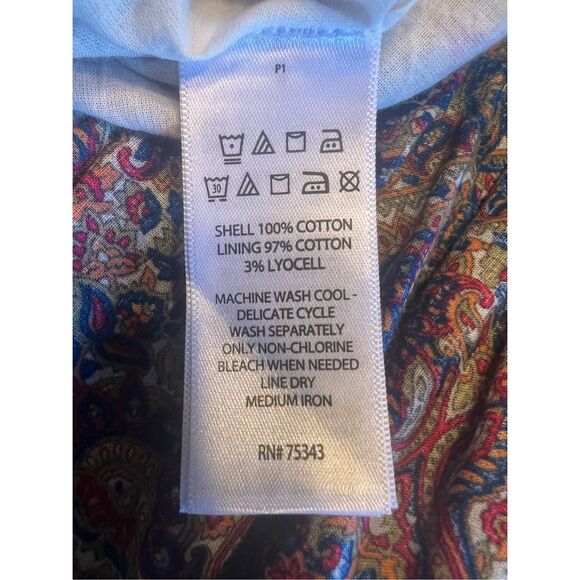 P1
30
SHELL 100% COTTON
LINING 97% COTTON
3% LYOCELL
MACHINE WASH COOL -
DELICATE CYCLE
WASH SEPARATELY
ONLY NON-CHLORINE
BLEACH WHEN NEEDED
LINE DRY
MEDIUM IRON
RN# 75343